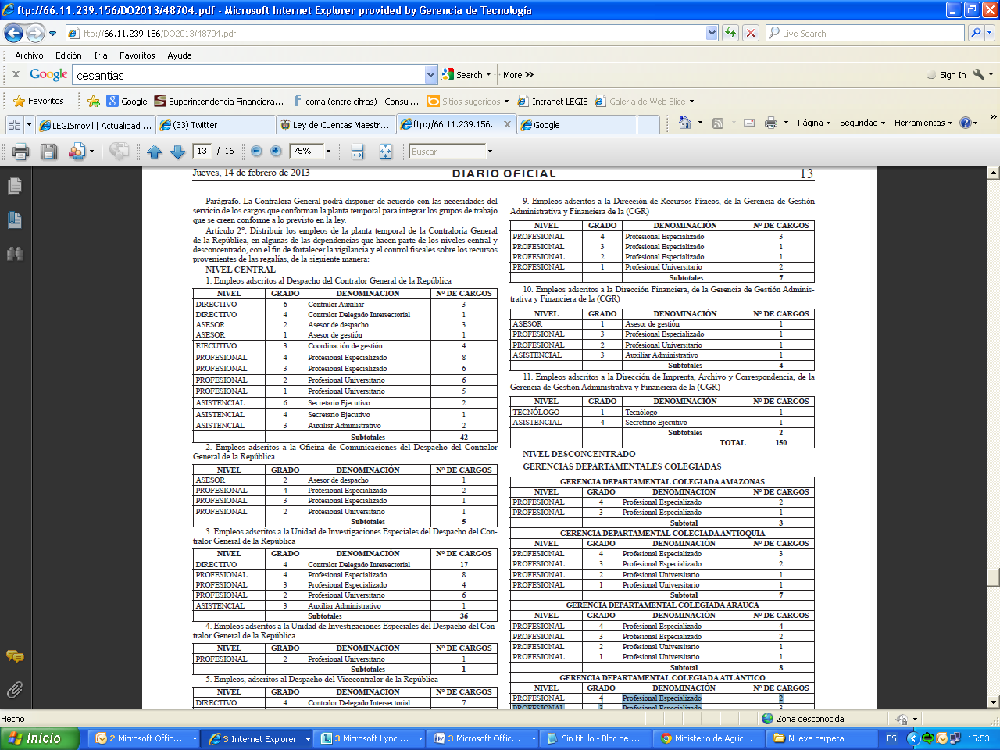 ftp://66.11.239.156/DO2013/48704.pdf - Microsoft Internet Explorer provided by Gerencia de Tecnología
ftp://66.11.239.156/DO2013/48704.pdf
Live Search
Archivo Edición Ir a Favoritos Ayuda
Google cesantias Search More Sign In
Favoritos Google Superintendencia Financiera... coma (entre cifras) - Consul... Sitios sugeridos Intranet LEGIS Galería de Web Slice
LEGISmóvil | Actualidad ... (33) Twitter Ley de Cuentas Maestr... ftp://66.11.239.156... Google Página Seguridad Herramientas
13 / 16 75% Buscar
Jueves, 14 de febrero de 2013 DIARIO OFICIAL 13
Parágrafo. La Contralora General podrá disponer de acuerdo con las necesidades del
servicio de los cargos que conforman la planta temporal para integrar los grupos de trabajo
que se creen conforme a lo previsto en la ley.
Artículo 2°. Distribuir los empleos de la planta temporal de la Contraloría General
de la República, en algunas de las dependencias que hacen parte de los niveles central y
desconcentrado, con el fin de fortalecer la vigilancia y el control fiscales sobre los recursos
provenientes de las regalías, de la siguiente manera:
NIVEL CENTRAL
1. Empleos adscritos al Despacho del Contralor General de la República
NIVEL GRADO DENOMINACIÓN Nº DE CARGOS
DIRECTIVO 6 Contralor Auxiliar 3
DIRECTIVO 4 Contralor Delegado Intersectorial 1
ASESOR 2 Asesor de despacho 3
ASESOR 1 Asesor de gestión 1
EJECUTIVO 3 Coordinación de gestión 4
PROFESIONAL 4 Profesional Especializado 8
PROFESIONAL 3 Profesional Especializado 6
PROFESIONAL 2 Profesional Universitario 6
PROFESIONAL 1 Profesional Universitario 5
ASISTENCIAL 6 Secretario Ejecutivo 2
ASISTENCIAL 4 Secretario Ejecutivo 1
ASISTENCIAL 3 Auxiliar Administrativo 2
Subtotales 42
2. Empleos adscritos a la Oficina de Comunicaciones del Despacho del Contralor
General de la República
NIVEL GRADO DENOMINACIÓN Nº DE CARGOS
ASESOR 2 Asesor de despacho 1
PROFESIONAL 4 Profesional Especializado 2
PROFESIONAL 3 Profesional Especializado 1
PROFESIONAL 2 Profesional Universitario 1
Subtotales 5
3. Empleos adscritos a la Unidad de Investigaciones Especiales del Despacho del Con-
tralor General de la República
NIVEL GRADO DENOMINACIÓN Nº DE CARGOS
DIRECTIVO 4 Contralor Delegado Intersectorial 17
PROFESIONAL 4 Profesional Especializado 8
PROFESIONAL 3 Profesional Especializado 4
PROFESIONAL 2 Profesional Universitario 6
ASISTENCIAL 3 Auxiliar Administrativo 1
Subtotales 36
4. Empleos adscritos a la Unidad de Investigaciones Especiales del Despacho del Con-
tralor General de la República
NIVEL GRADO DENOMINACIÓN Nº DE CARGOS
PROFESIONAL 2 Profesional Universitario 1
Subtotales 1
5. Empleos, adscritos al Despacho del Vicecontralor de la República
NIVEL GRADO DENOMINACIÓN Nº DE CARGOS
DIRECTIVO 4 Contralor Delegado Intersectorial 7
9. Empleos adscritos a la Dirección de Recursos Físicos, de la Gerencia de Gestión
Administrativa y Financiera de la (CGR)
NIVEL GRADO DENOMINACIÓN Nº DE CARGOS
PROFESIONAL 4 Profesional Especializado 3
PROFESIONAL 3 Profesional Especializado 1
PROFESIONAL 2 Profesional Especializado 1
PROFESIONAL 1 Profesional Universitario 2
Subtotales 7
10. Empleos adscritos a la Dirección Financiera, de la Gerencia de Gestión Adminis-
trativa y Financiera de la (CGR)
NIVEL GRADO DENOMINACIÓN Nº DE CARGOS
ASESOR 1 Asesor de gestión 1
PROFESIONAL 3 Profesional Especializado 1
PROFESIONAL 2 Profesional Universitario 1
ASISTENCIAL 3 Auxiliar Administrativo 1
Subtotales 4
11. Empleos adscritos a la Dirección de Imprenta, Archivo y Correspondencia, de la
Gerencia de Gestión Administrativa y Financiera de la (CGR)
NIVEL GRADO DENOMINACIÓN Nº DE CARGOS
TECNÓLOGO 1 Tecnólogo 1
ASISTENCIAL 4 Secretario Ejecutivo 1
Subtotales 2
TOTAL 150
NIVEL DESCONCENTRADO
GERENCIAS DEPARTAMENTALES COLEGIADAS
GERENCIA DEPARTAMENTAL COLEGIADA AMAZONAS
NIVEL GRADO DENOMINACIÓN Nº DE CARGOS
PROFESIONAL 4 Profesional Especializado 2
PROFESIONAL 3 Profesional Especializado 1
Subtotal 3
GERENCIA DEPARTAMENTAL COLEGIADA ANTIOQUIA
NIVEL GRADO DENOMINACIÓN Nº DE CARGOS
PROFESIONAL 4 Profesional Especializado 3
PROFESIONAL 3 Profesional Especializado 2
PROFESIONAL 2 Profesional Universitario 1
PROFESIONAL 1 Profesional Universitario 1
Subtotal 7
GERENCIA DEPARTAMENTAL COLEGIADA ARAUCA
NIVEL GRADO DENOMINACIÓN Nº DE CARGOS
PROFESIONAL 4 Profesional Especializado 4
PROFESIONAL 3 Profesional Especializado 2
PROFESIONAL 2 Profesional Universitario 1
PROFESIONAL 1 Profesional Universitario 1
Subtotal 8
GERENCIA DEPARTAMENTAL COLEGIADA ATLÁNTICO
NIVEL GRADO DENOMINACIÓN Nº DE CARGOS
PROFESIONAL 4 Profesional Especializado 2
PROFESIONAL 3 Profesional Especializado 3
Hecho Zona desconocida
Inicio 2 Microsoft Offic... 3 Internet Explorer 3 Microsoft Lync ... 3 Microsoft Offic... Sin título - Bloc de ... Ministerio de Agric... Nueva carpeta ES 15:53